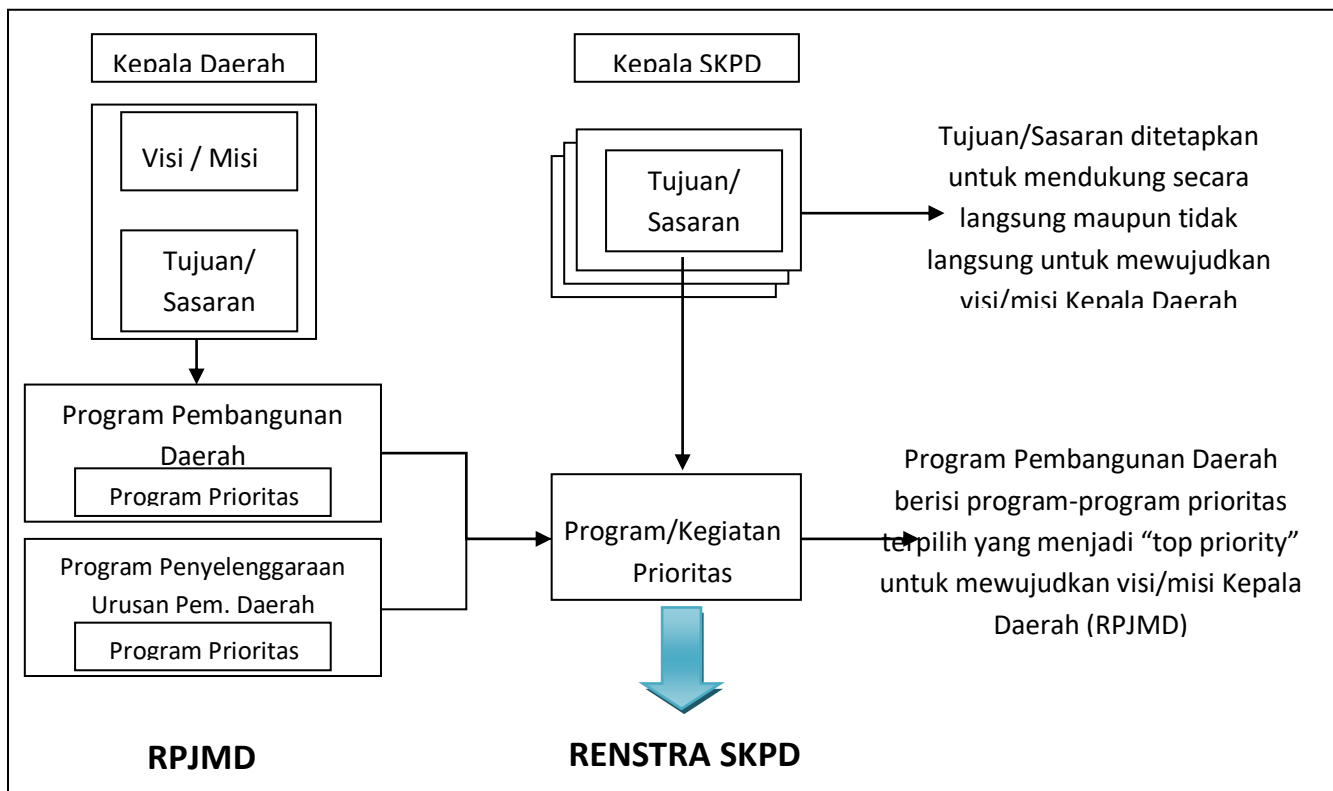 Kepala Daerah
Visi / Misi
Tujuan/
Sasaran
Program Pembangunan
Daerah
Program Prioritas
Program Penyelenggaraan
Urusan Pem. Daerah
Program Prioritas
RPJMD
Kepala SKPD
Tujuan/
Sasaran
Program/Kegiatan
Prioritas
RENSTRA SKPD
Tujuan/Sasaran ditetapkan
untuk mendukung secara
langsung maupun tidak
langsung untuk mewujudkan
visi/misi Kepala Daerah
Program Pembangunan Daerah
berisi program-program prioritas
terpilih yang menjadi “top priority”
untuk mewujudkan visi/misi Kepala
Daerah (RPJMD)